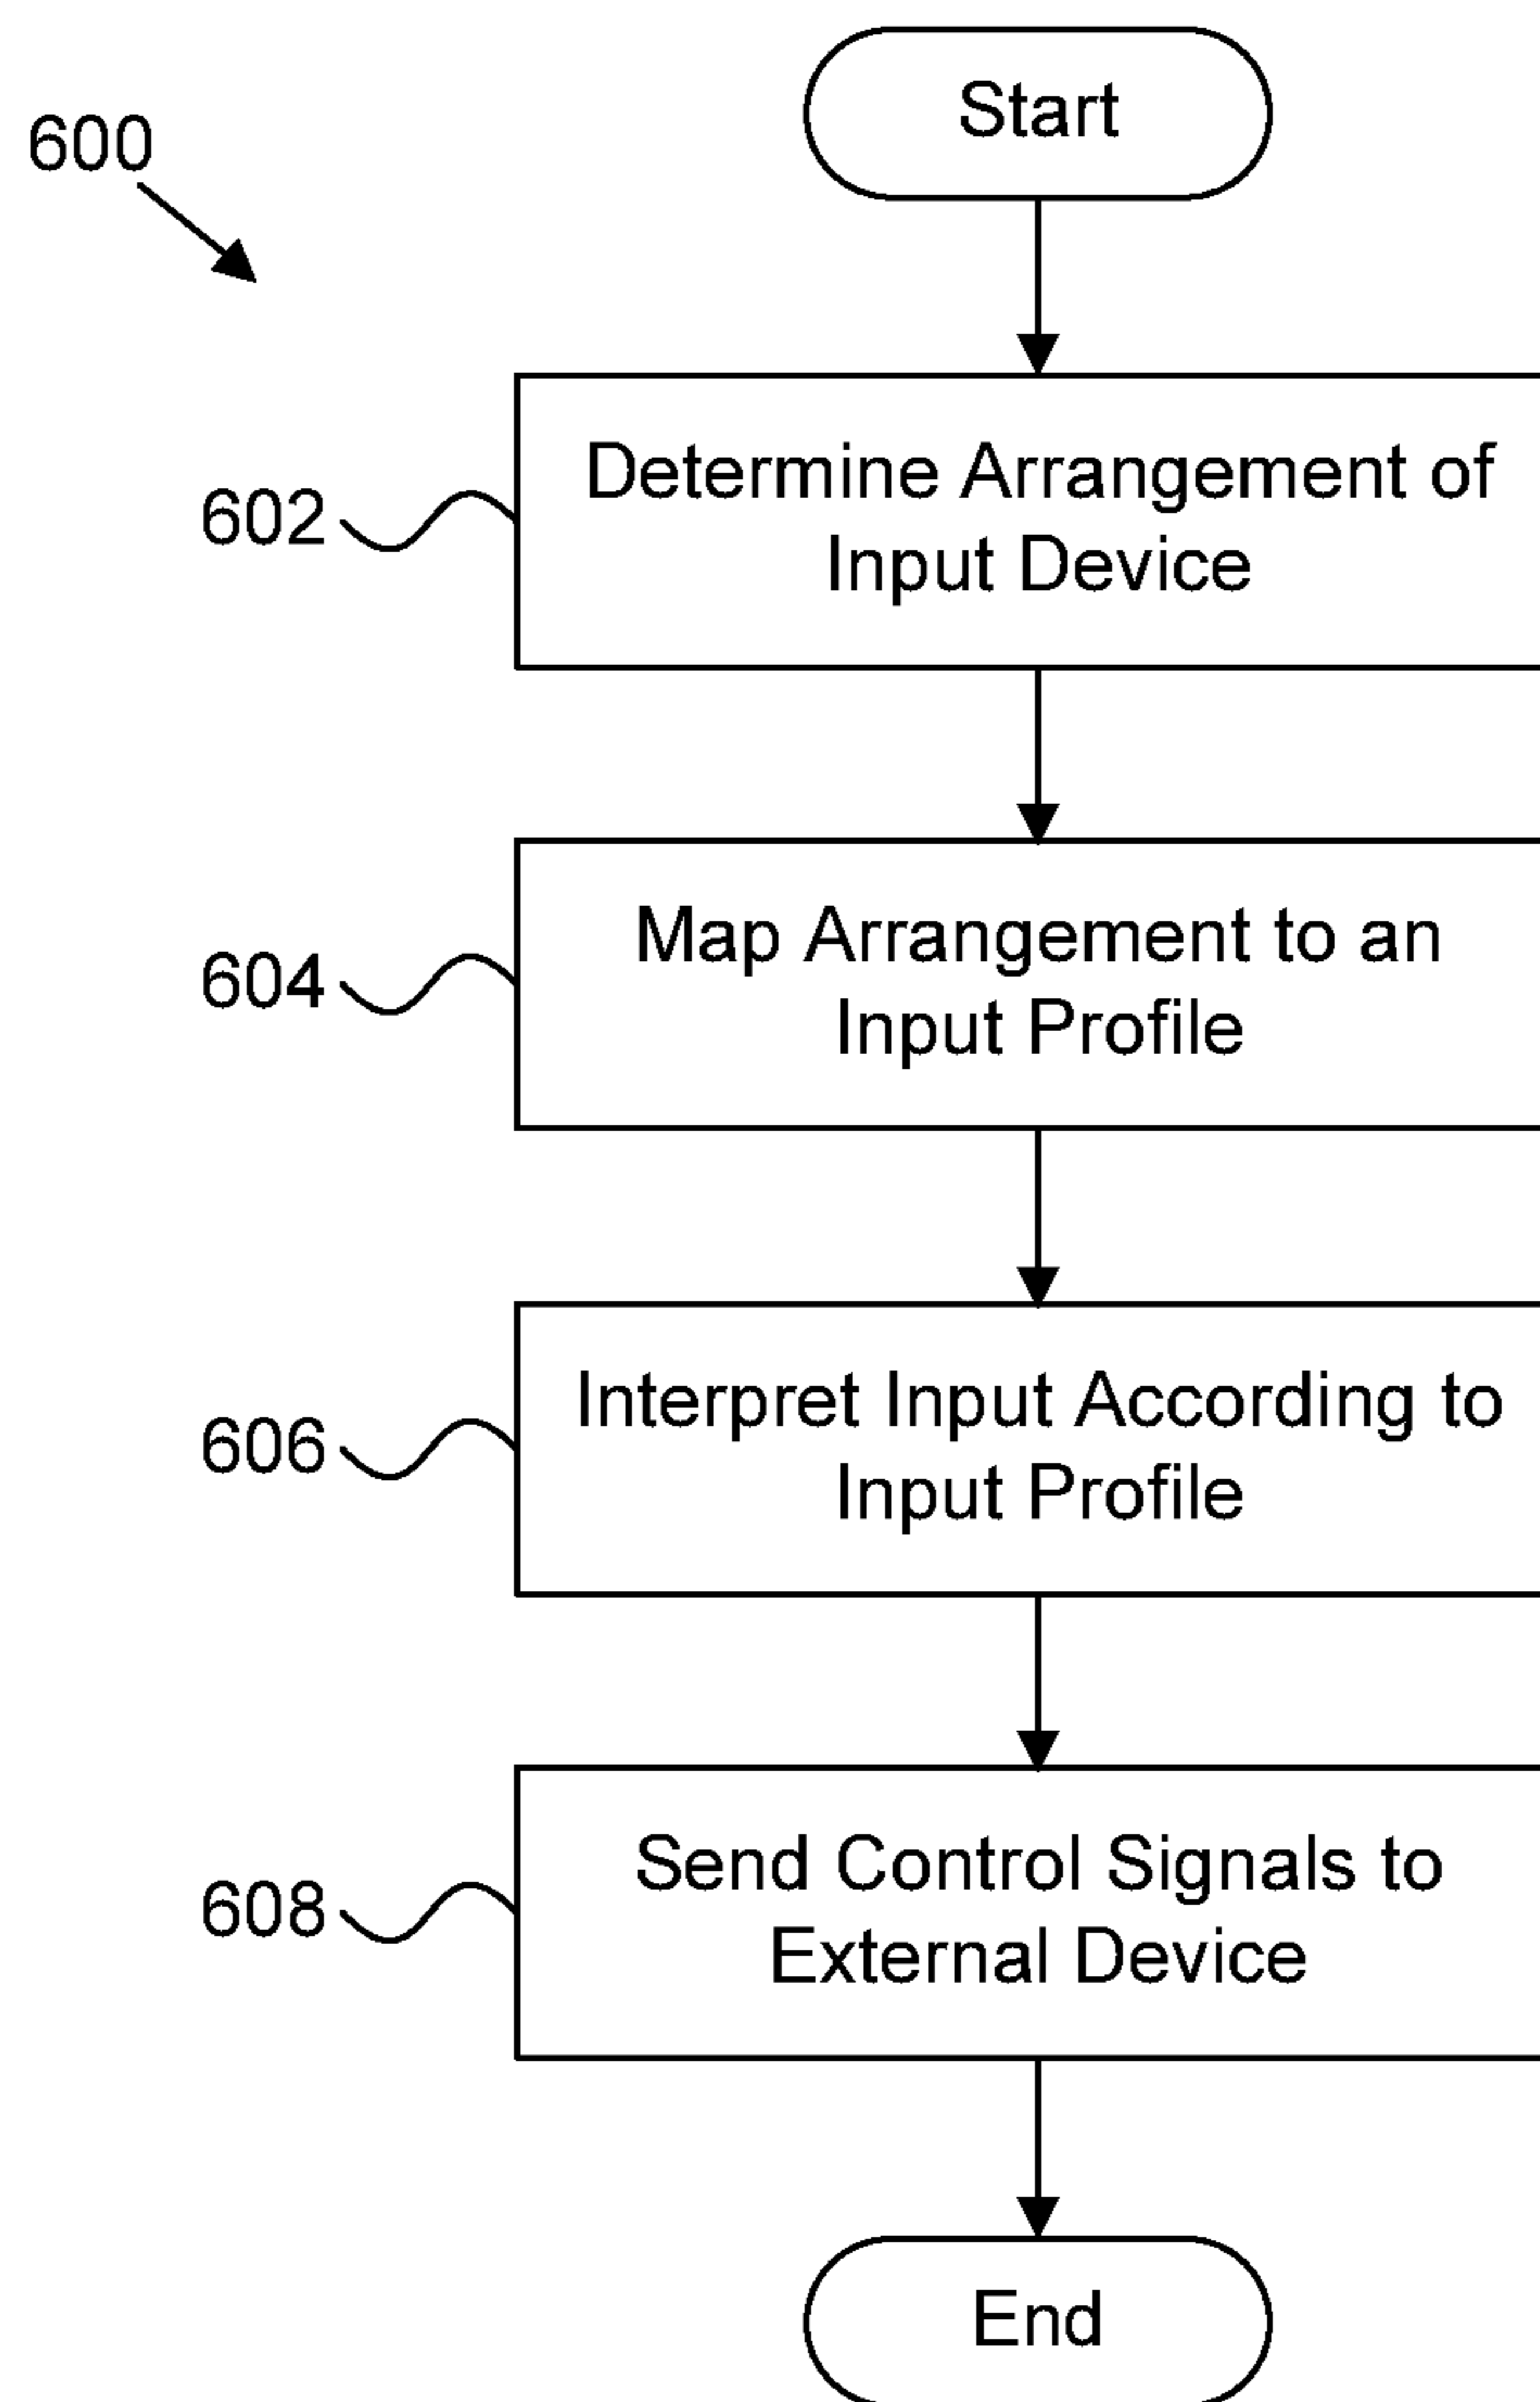 Start
600
602
Determine Arrangement of
Input Device
604
Map Arrangement to an
Input Profile
606
Interpret Input According to
Input Profile
608
Send Control Signals to
External Device
End